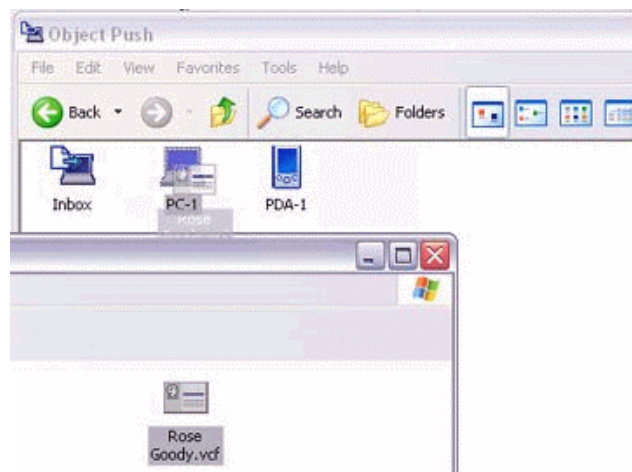 Object Push
File Edit View Favorites Tools Help
Back Search Folders
Inbox PC-1 PDA-1
Rose
Rose
Goody.vcf